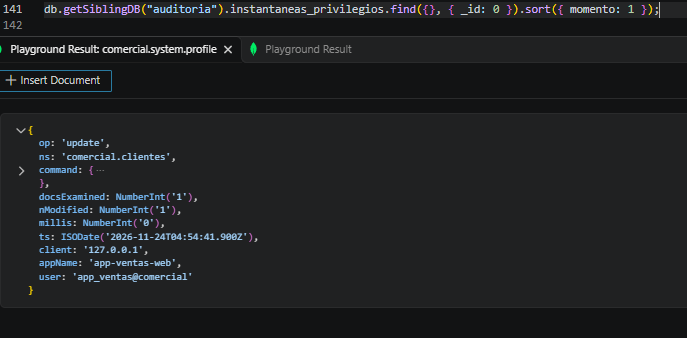 141 db.getSiblingDB("auditoria").instantaneas_privilegios.find({}, { _id: 0 }).sort({ momento: 1 });
142
Playground Result: comercial.system.profile × Playground Result
+ Insert Document
{
op: 'update',
ns: 'comercial.clientes',
command: { ...
},
docsExamined: NumberInt('1'),
nModified: NumberInt('1'),
millis: NumberInt('0'),
ts: ISODate('2026-11-24T04:54:41.900Z'),
client: '127.0.0.1',
appName: 'app-ventas-web',
user: 'app_ventas@comercial'
}